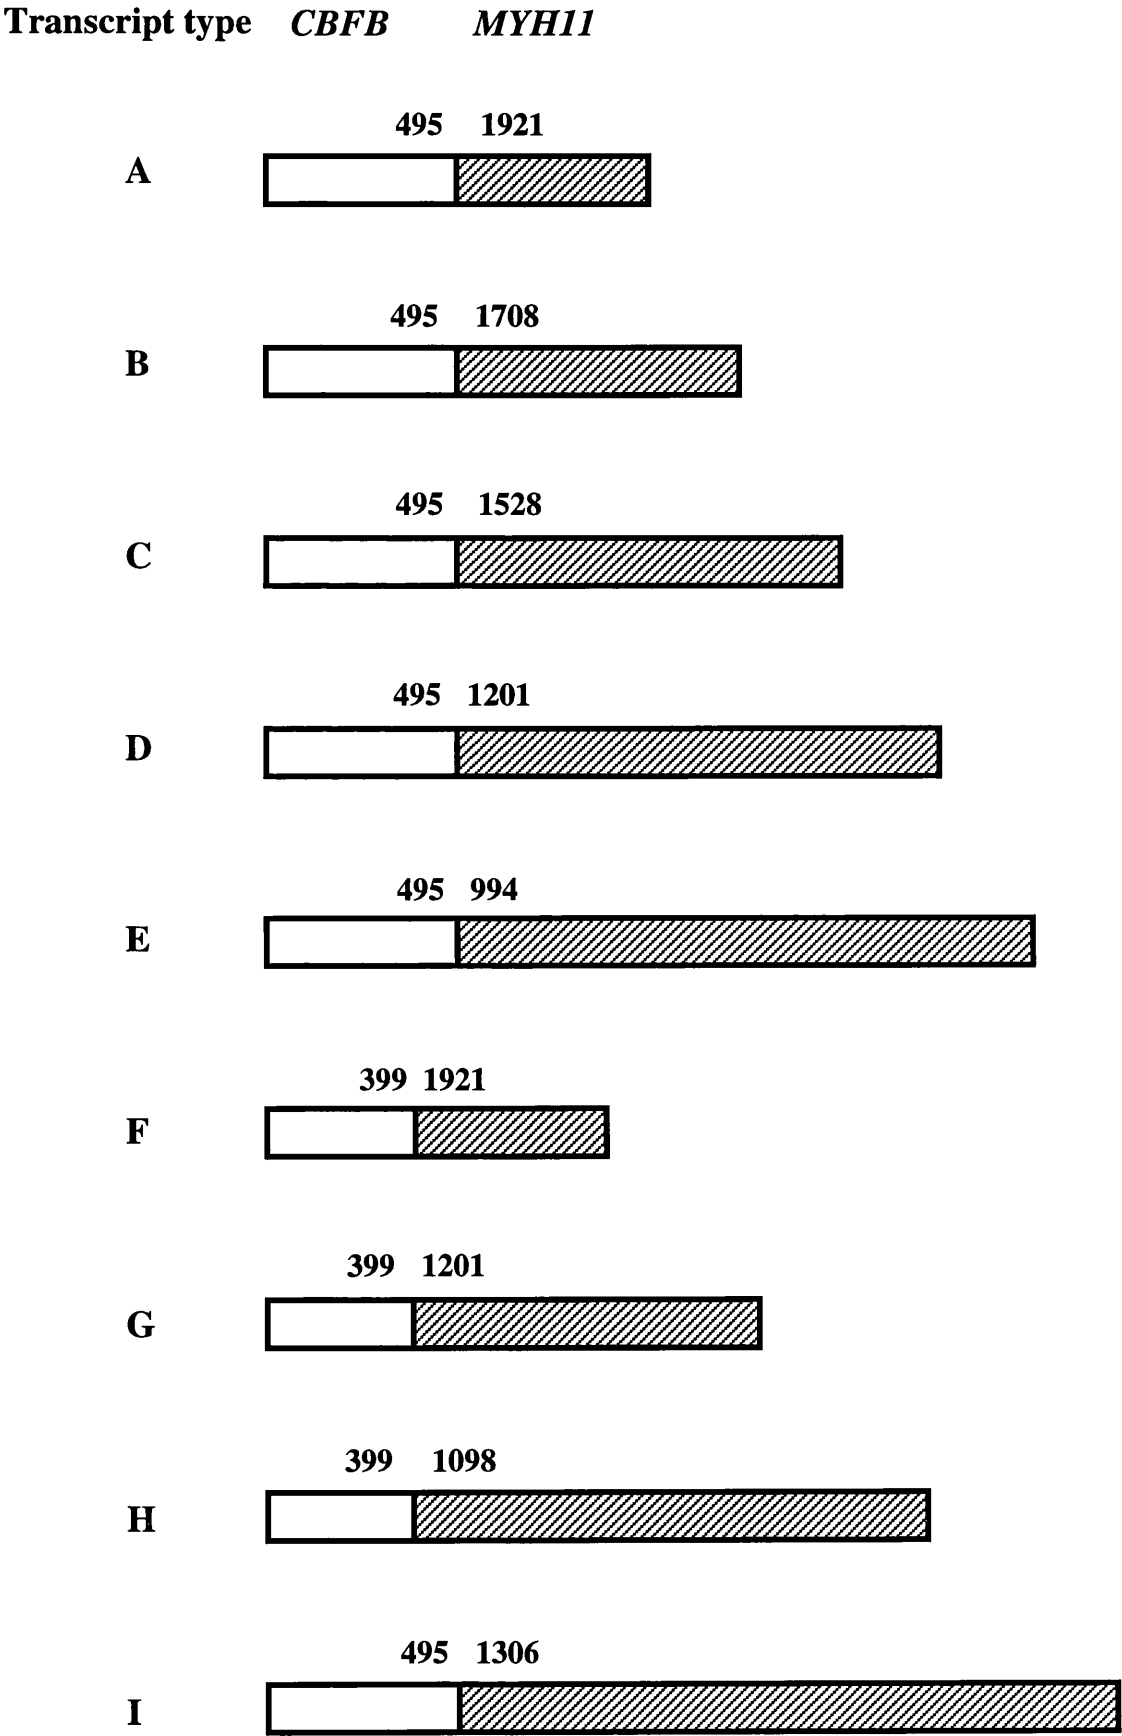 Transcript type CBFB MYH11
495 1921
A
495 1708
B
495 1528
C
495 1201
D
495 994
E
399 1921
F
399 1201
G
399 1098
H
495 1306
I